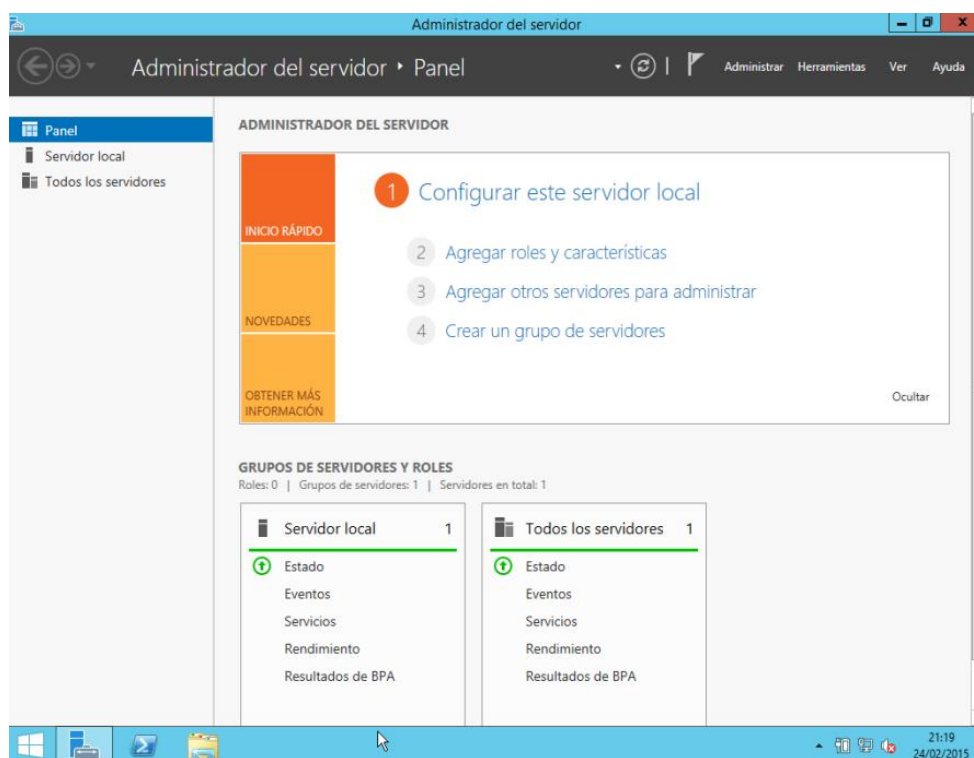 Administrador del servidor
Administrador del servidor ‣ Panel
Administrar Herramientas Ver Ayuda
Panel
Servidor local
Todos los servidores
ADMINISTRADOR DEL SERVIDOR
INICIO RÁPIDO
NOVEDADES
OBTENER MÁS
INFORMACIÓN
1 Configurar este servidor local
2 Agregar roles y características
3 Agregar otros servidores para administrar
4 Crear un grupo de servidores
Ocultar
GRUPOS DE SERVIDORES Y ROLES
Roles: 0 | Grupos de servidores: 1 | Servidores en total: 1
Servidor local 1
Estado
Eventos
Servicios
Rendimiento
Resultados de BPA
Todos los servidores 1
Estado
Eventos
Servicios
Rendimiento
Resultados de BPA
21:19
24/02/2015